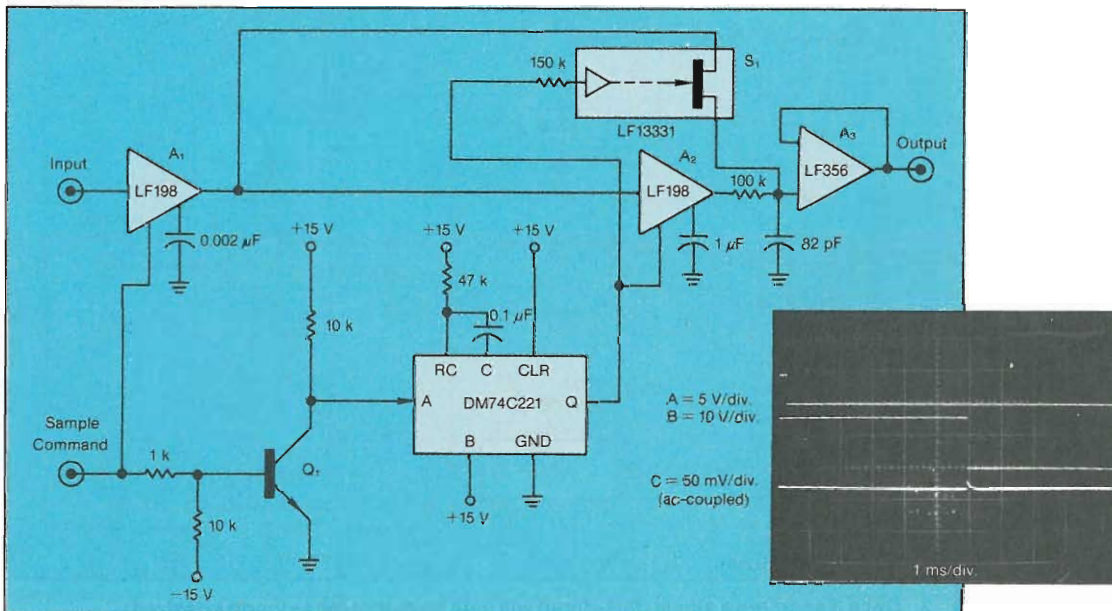 150 k
S₁
LF13331
Input
A₁
LF198
0.002 µF
A₂
LF198
100 k
1 µF
A₃
LF356
Output
82 pF
+15 V
10 k
+15 V
47 k
0.1 µF
+15 V
RC C CLR
A DM74C221 Q
B GND
+15 V
Sample
Command
1 k
Q₁
10 k
−15 V
A = 5 V/div.
B = 10 V/div.
C = 50 mV/div.
(ac-coupled)
1 ms/div.